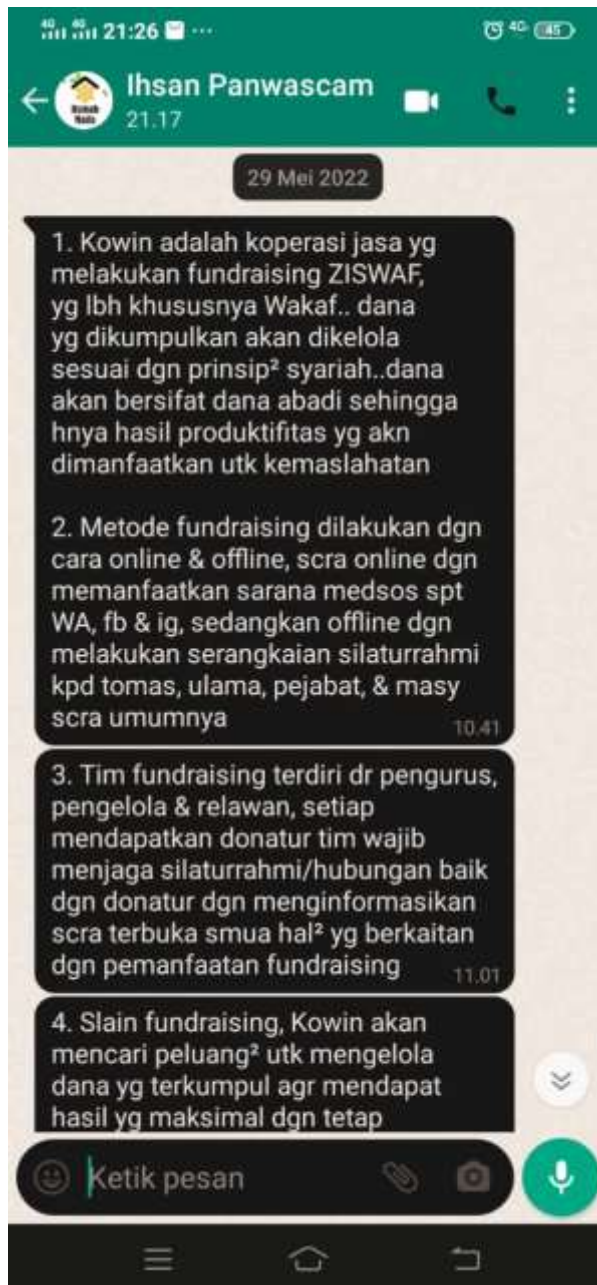 21:26
4G
45
Ihsan Panwascam
21.17
29 Mei 2022
1. Kowin adalah koperasi jasa yg
melakukan fundraising ZISWAF,
yg lbh khususnya Wakaf.. dana
yg dikumpulkan akan dikelola
sesuai dgn prinsip² syariah..dana
akan bersifat dana abadi sehingga
hnya hasil produktifitas yg akn
dimanfaatkan utk kemaslahatan
2. Metode fundraising dilakukan dgn
cara online & offline, scra online dgn
memanfaatkan sarana medsos spt
WA, fb & ig, sedangkan offline dgn
melakukan serangkaian silaturrahmi
kpd tomas, ulama, pejabat, & masy
scra umumnya
10.41
3. Tim fundraising terdiri dr pengurus,
pengelola & relawan, setiap
mendapatkan donatur tim wajib
menjaga silaturrahmi/hubungan baik
dgn donatur dgn menginformasikan
scra terbuka smua hal² yg berkaitan
dgn pemanfaatan fundraising
11.01
4. Slain fundraising, Kowin akan
mencari peluang² utk mengelola
dana yg terkumpul agr mendapat
hasil yg maksimal dgn tetap
Ketik pesan